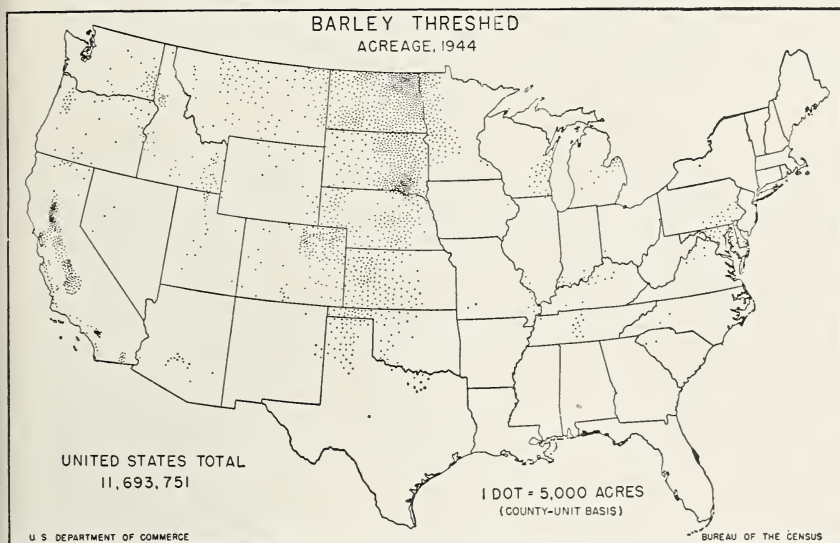 BARLEY THRESHED
ACREAGE, 1944
UNITED STATES TOTAL
11,693,751
1 DOT = 5,000 ACRES
(COUNTY-UNIT BASIS)
U S DEPARTMENT OF COMMERCE
BUREAU OF THE CENSUS